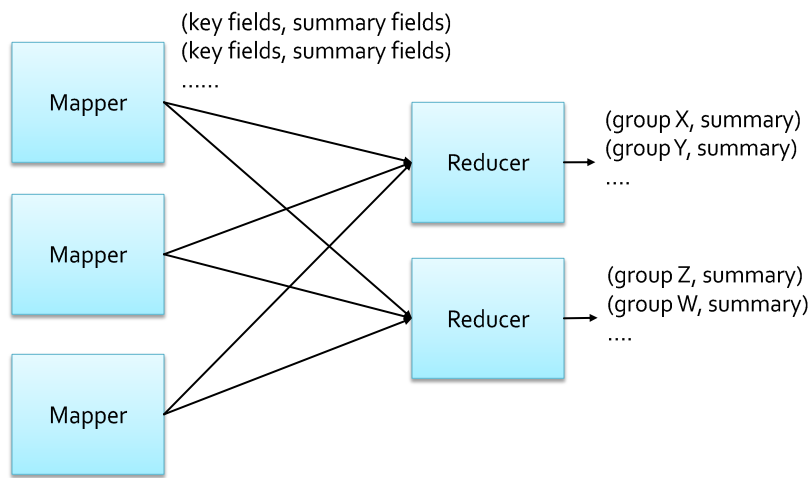 (key fields, summary fields)
(key fields, summary fields)
......
Mapper
Mapper
Mapper
Reducer
(group X, summary)
(group Y, summary)
....
Reducer
(group Z, summary)
(group W, summary)
....